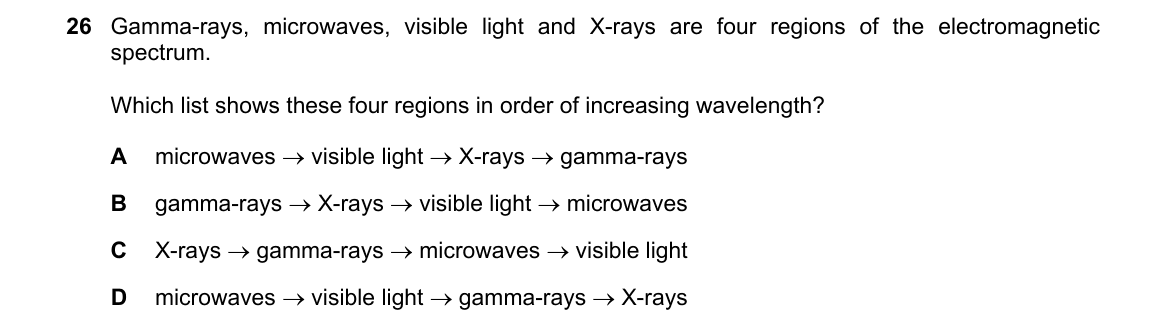 26 Gamma-rays, microwaves, visible light and X-rays are four regions of the electromagnetic
spectrum.
Which list shows these four regions in order of increasing wavelength?
A microwaves → visible light → X-rays → gamma-rays
B gamma-rays → X-rays → visible light → microwaves
C X-rays → gamma-rays → microwaves → visible light
D microwaves → visible light → gamma-rays → X-rays